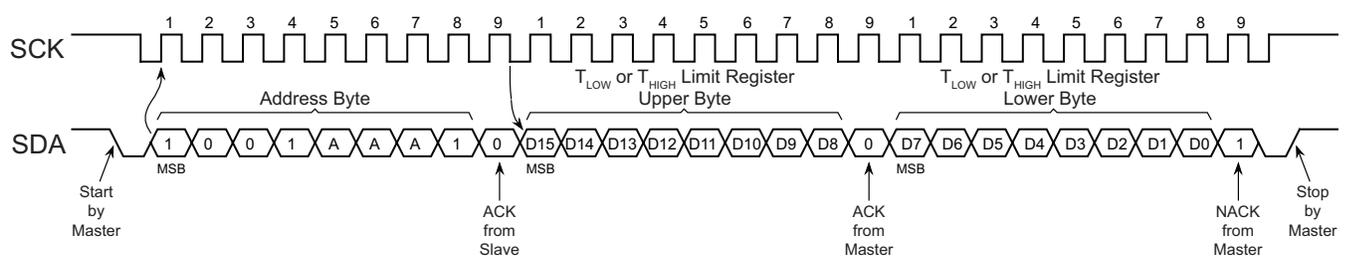 1 2 3 4 5 6 7 8 9 1 2 3 4 5 6 7 8 9 1 2 3 4 5 6 7 8 9
SCK
TLOW or THIGH Limit Register
Upper Byte
TLOW or THIGH Limit Register
Lower Byte
Address Byte
SDA
1 0 0 1 A A A 1 0 D15 D14 D13 D12 D11 D10 D9 D8 0 D7 D6 D5 D4 D3 D2 D1 D0 1
MSB MSB MSB
Start
by
Master
ACK
from
Slave
ACK
from
Master
NACK
from
Master
Stop
by
Master